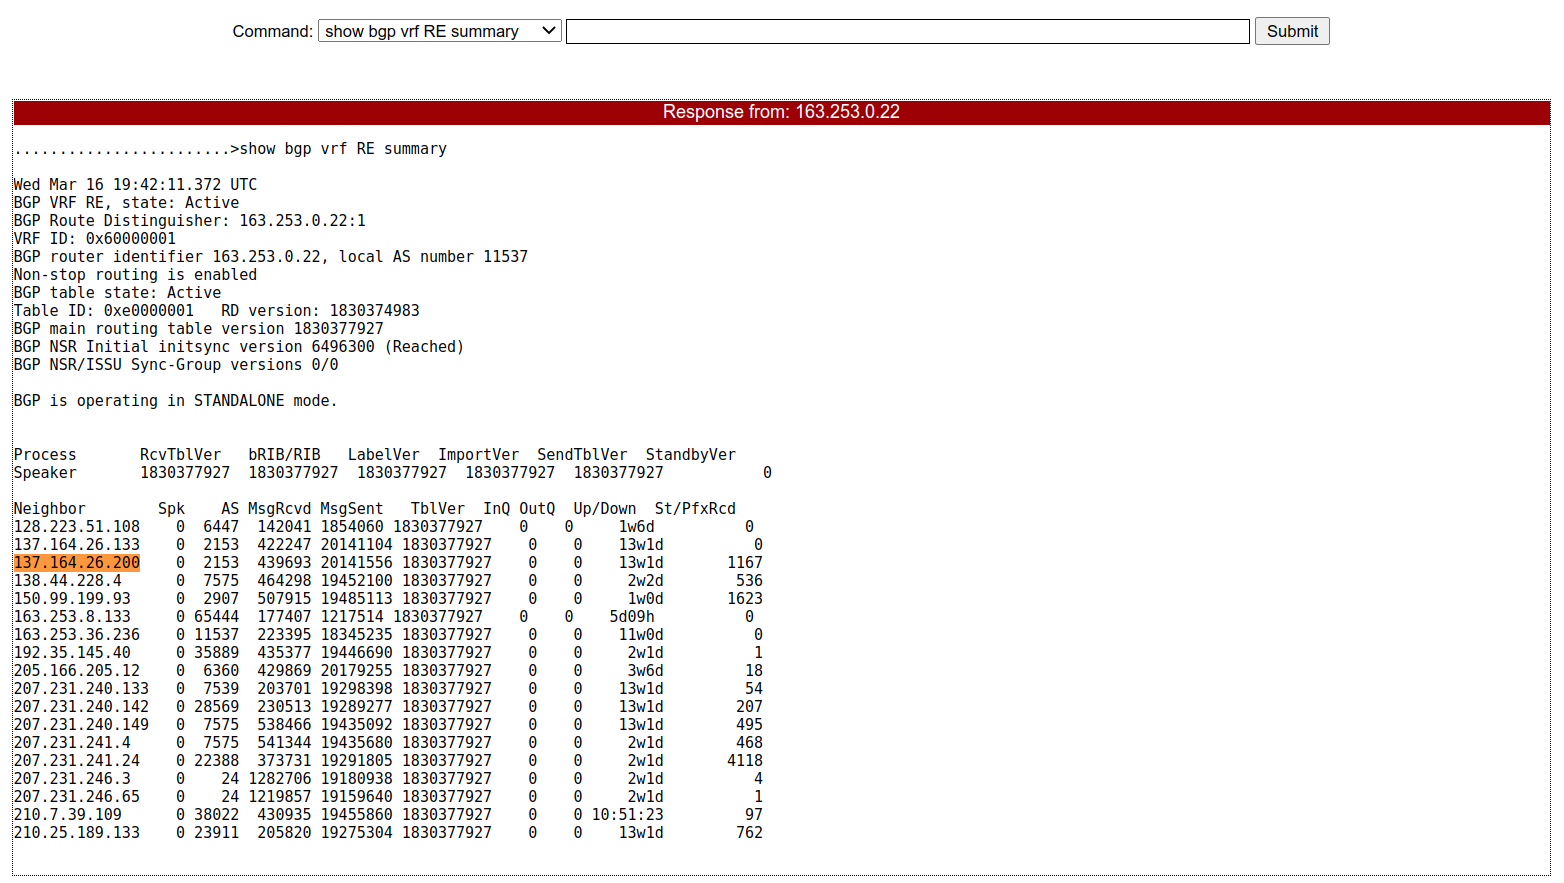 Command: show bgp vrf RE summary Submit
Response from: 163.253.0.22
........................>show bgp vrf RE summary
Wed Mar 16 19:42:11.372 UTC
BGP VRF RE, state: Active
BGP Route Distinguisher: 163.253.0.22:1
VRF ID: 0x60000001
BGP router identifier 163.253.0.22, local AS number 11537
Non-stop routing is enabled
BGP table state: Active
Table ID: 0xe0000001   RD version: 1830374983
BGP main routing table version 1830377927
BGP NSR Initial initsync version 6496300 (Reached)
BGP NSR/ISSU Sync-Group versions 0/0
BGP is operating in STANDALONE mode.
Process       RcvTblVer   bRIB/RIB   LabelVer  ImportVer  SendTblVer  StandbyVer
Speaker       1830377927  1830377927  1830377927  1830377927  1830377927           0
Neighbor        Spk    AS MsgRcvd MsgSent   TblVer  InQ OutQ  Up/Down  St/PfxRcd
128.223.51.108    0  6447  142041 1854060 1830377927    0    0     1w6d          0
137.164.26.133    0  2153  422247 20141104 1830377927    0    0    13w1d          0
137.164.26.200    0  2153  439693 20141556 1830377927    0    0    13w1d       1167
138.44.228.4      0  7575  464298 19452100 1830377927    0    0     2w2d        536
150.99.199.93     0  2907  507915 19485113 1830377927    0    0     1w0d       1623
163.253.8.133     0 65444  177407 1217514 1830377927    0    0    5d09h          0
163.253.36.236    0 11537  223395 18345235 1830377927    0    0    11w0d          0
192.35.145.40     0 35889  435377 19446690 1830377927    0    0     2w1d          1
205.166.205.12    0  6360  429869 20179255 1830377927    0    0     3w6d         18
207.231.240.133   0  7539  203701 19298398 1830377927    0    0    13w1d         54
207.231.240.142   0 28569  230513 19289277 1830377927    0    0    13w1d        207
207.231.240.149   0  7575  538466 19435092 1830377927    0    0    13w1d        495
207.231.241.4     0  7575  541344 19435680 1830377927    0    0     2w1d        468
207.231.241.24    0 22388  373731 19291805 1830377927    0    0     2w1d       4118
207.231.246.3     0    24 1282706 19180938 1830377927    0    0     2w1d          4
207.231.246.65    0    24 1219857 19159640 1830377927    0    0     2w1d          1
210.7.39.109      0 38022  430935 19455860 1830377927    0    0 10:51:23         97
210.25.189.133    0 23911  205820 19275304 1830377927    0    0    13w1d        762